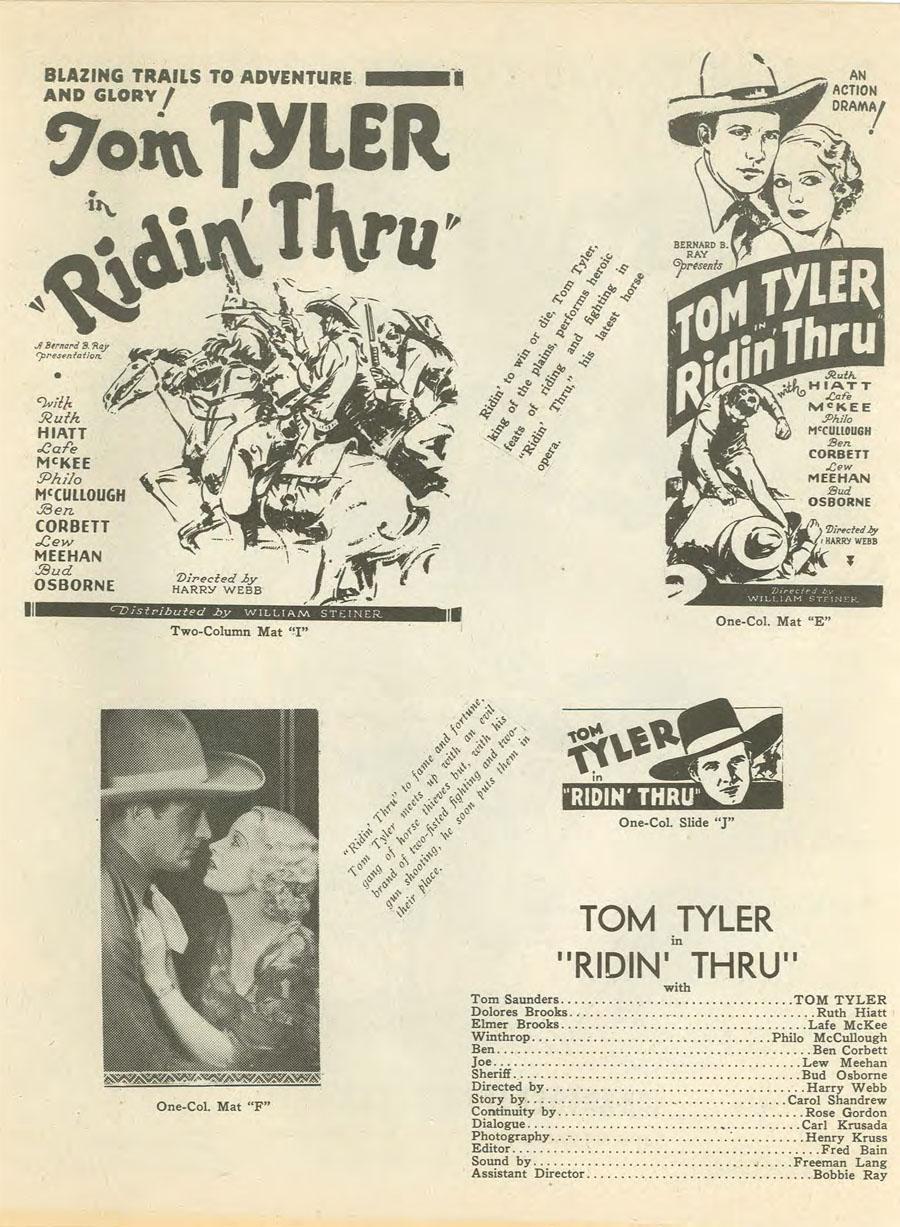 BLAZING TRAILS TO ADVENTURE
AND GLORY!
Tom TYLER
in
"Ridin' Thru"
A Bernard B. Ray
presentation
with
Ruth
HIATT
Lafe
McKEE
Philo
McCULLOUGH
Ben
CORBETT
Lew
MEEHAN
Bud
OSBORNE
Directed by
HARRY WEBB
Distributed by WILLIAM STEINER
Two-Column Mat "I"
Ridin' to win or die, Tom Tyler,
king of the plains, performs heroic
feats of riding and fighting in
"Ridin' Thru," his latest horse
opera.
AN
ACTION
DRAMA!
BERNARD B.
RAY
presents
"TOM TYLER
IN
Ridin' Thru"
with
Ruth
HIATT
Lafe
McKEE
Philo
McCULLOUGH
Ben
CORBETT
Lew
MEEHAN
Bud
OSBORNE
Directed by
HARRY WEBB
Directed by
WILLIAM STEINER
One-Col. Mat "E"
One-Col. Mat "F"
"Ridin' Thru" to fame and fortune,
Tom Tyler meets up with an evil
gang of horse thieves but, with his
brand of two-fisted fighting and two-
gun shooting, he soon puts them in
their place.
TOM
TYLER
in
"RIDIN' THRU"
One-Col. Slide "J"
TOM TYLER
in
"RIDIN' THRU"
with
Tom Saunders..............................TOM TYLER
Dolores Brooks..............................Ruth Hiatt
Elmer Brooks..............................Lafe McKee
Winthrop..............................Philo McCullough
Ben..............................Ben Corbett
Joe..............................Lew Meehan
Sheriff..............................Bud Osborne
Directed by..............................Harry Webb
Story by..............................Carol Shandrew
Continuity by..............................Rose Gordon
Dialogue..............................Carl Krusada
Photography..............................Henry Kruss
Editor..............................Fred Bain
Sound by..............................Freeman Lang
Assistant Director..............................Bobbie Ray